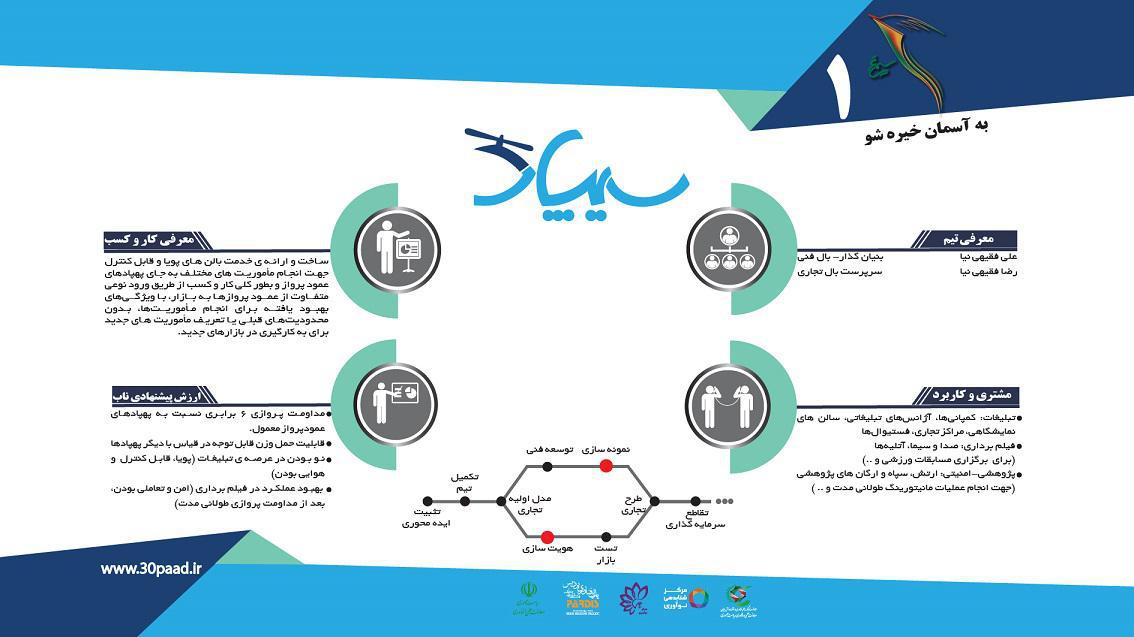 ۱
به آسمان خیره شو
سیپاد
معرفی تیم
علی فقیهی نیا بنیان گذار- بال فنی
رضا فقیهی نیا سرپرست بال تجاری
معرفی کار و کسب
ساخت و ارائه ی خدمت بالن های پویا و قابل کنترل
جهت انجام مأموریت های مختلف به جای پهپادهای
عمود پرواز و بطور کلی کار و کسب از طریق ورود نوعی
متفاوت از عمود پروازها به بازار، با ویژگی‌های
بهبود یافته برای انجام مأموریت‌ها، بدون
محدودیت‌های قبلی یا تعریف مأموریت های جدید
برای به کارگیری در بازارهای جدید.
مشتری و کاربرد
•تبلیغات: کمپانی‌ها، آژانس‌های تبلیغاتی، سالن های
نمایشگاهی، مراکز تجاری، فستیوال‌ها
•فیلم برداری: صدا و سیما، آتلیه‌ها
(برای برگزاری مسابقات ورزشی و ..)
•پژوهشی-امنیتی: ارتش، سپاه و ارگان های پژوهشی
(جهت انجام عملیات مانیتورینگ طولانی مدت و .. )
ارزش پیشنهادی ناب
•مداومت پروازی ۶ برابری نسبت به پهپادهای
عمودپرواز معمول.
•قابلیت حمل وزن قابل توجه در قیاس با دیگر پهپادها
•نو بودن در عرصه ی تبلیغات (پویا، قابل کنترل و
هوایی بودن)
•بهبود عملکرد در فیلم برداری (امن و تعاملی بودن،
بعد از مداومت پروازی طولانی مدت)
نمونه سازی
توسعه فنی
تکمیل
تیم
تثبیت
ایده محوری
مدل اولیه
تجاری
طرح
تجاری
تقاطع
سرمایه گذاری
هویت سازی
تست
بازار
www.30paad.ir
مرکز
شتابدهی
نوآوری
PARDIS